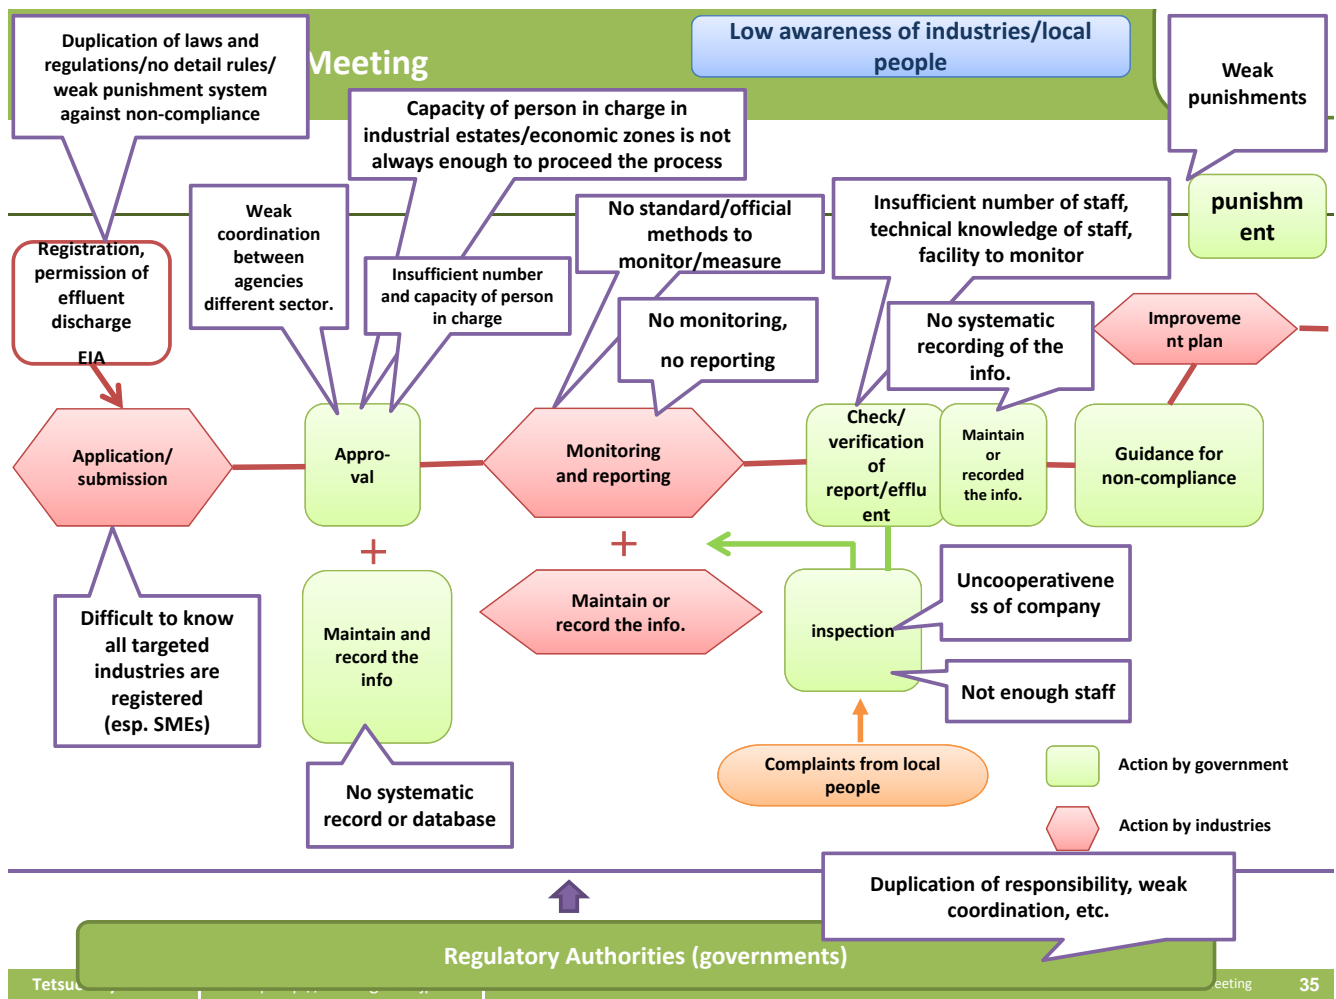 Duplication of laws and
regulations/no detail rules/
weak punishment system
against non-compliance
Meeting
Low awareness of industries/local
people
Weak
punishments
Capacity of person in charge in
industrial estates/economic zones is not
always enough to proceed the process
Weak
coordination
between
agencies
different sector.
No standard/official
methods to
monitor/measure
Insufficient number of staff,
technical knowledge of staff,
facility to monitor
punishm
ent
Registration,
permission of
effluent
discharge
EIA
Insufficient number
and capacity of person
in charge
No monitoring,
no reporting
No systematic
recording of the
info.
Improveme
nt plan
Application/
submission
Appro-
val
Monitoring
and reporting
Check/
verification
of
report/efflu
ent
Maintain
or
recorded
the info.
Guidance for
non-compliance
Difficult to know
all targeted
industries are
registered
(esp. SMEs)
Maintain and
record the
info
Maintain or
record the info.
inspection
Uncooperativene
ss of company
Not enough staff
No systematic
record or database
Complaints from local
people
Action by government
Action by industries
Duplication of responsibility, weak
coordination, etc.
Regulatory Authorities (governments)
35